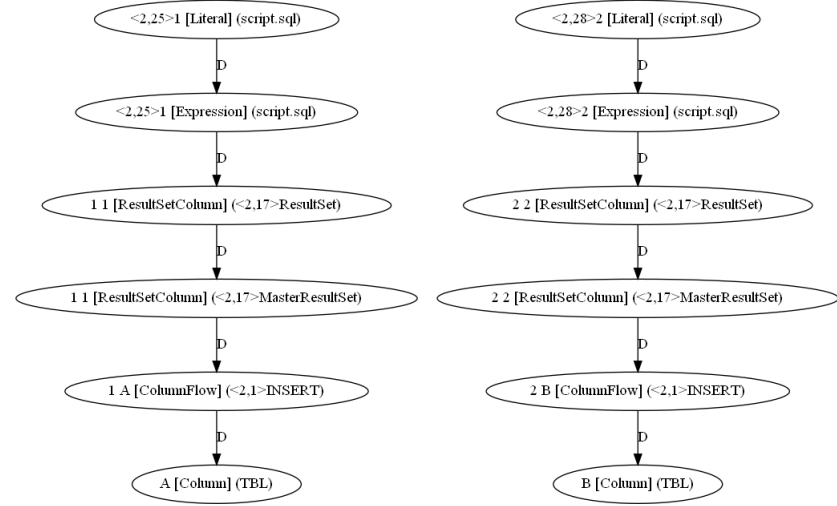 <2,25>1 [Literal] (script.sql)
<2,28>2 [Literal] (script.sql)
D
D
<2,25>1 [Expression] (script.sql)
<2,28>2 [Expression] (script.sql)
D
D
1 1 [ResultSetColumn] (<2,17>ResultSet)
2 2 [ResultSetColumn] (<2,17>ResultSet)
D
D
1 1 [ResultSetColumn] (<2,17>MasterResultSet)
2 2 [ResultSetColumn] (<2,17>MasterResultSet)
D
D
1 A [ColumnFlow] (<2,1>INSERT)
2 B [ColumnFlow] (<2,1>INSERT)
D
D
A [Column] (TBL)
B [Column] (TBL)